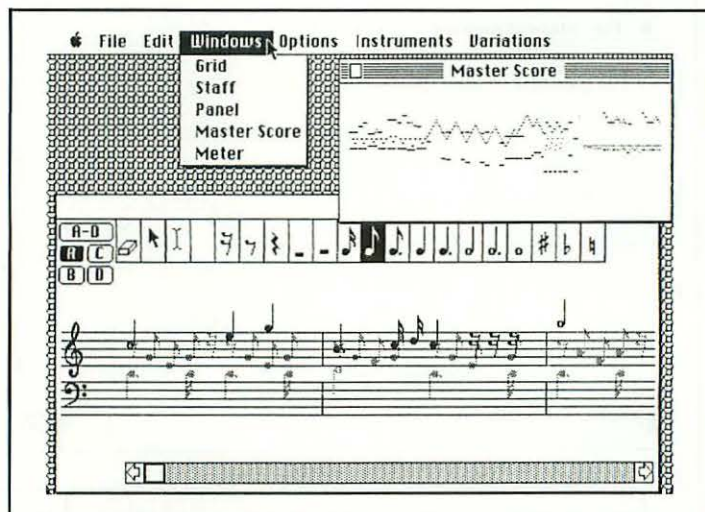 File Edit Windows Options Instruments Variations
Grid
Staff
Panel
Master Score
Meter
Master Score
A-D
A C
B D